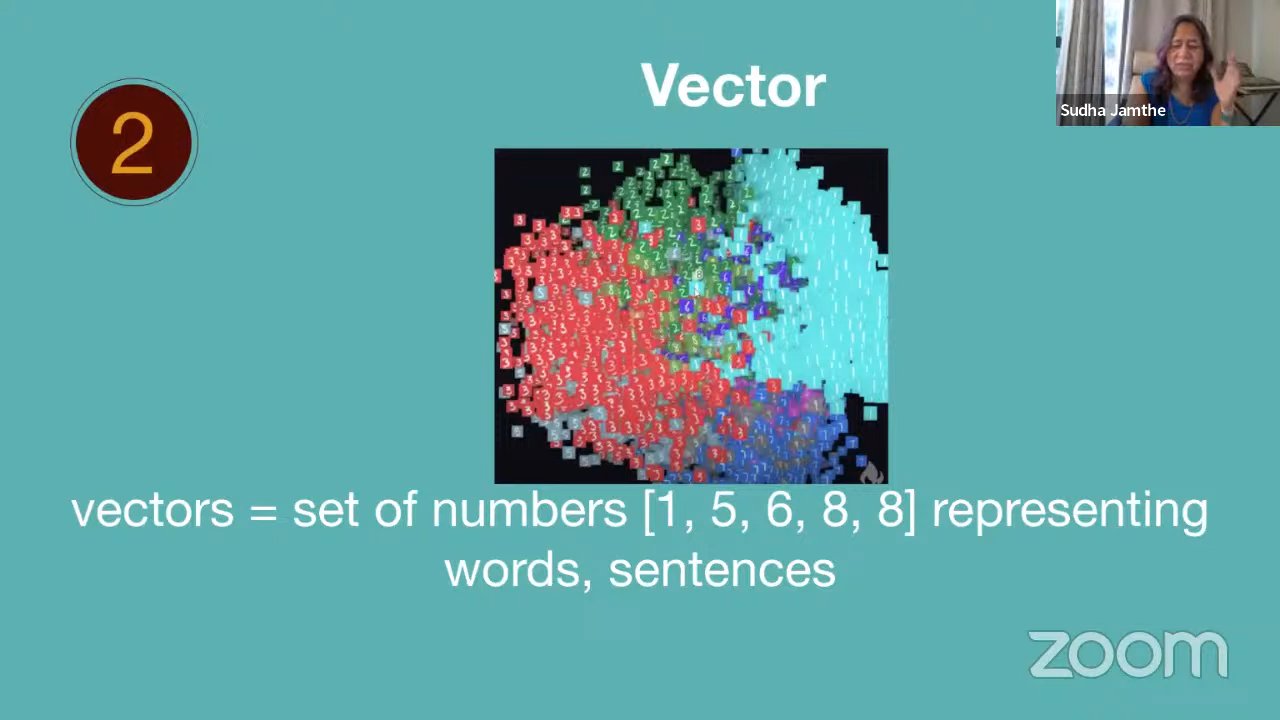 Vector
Sudha Jamthe
2
vectors = set of numbers [1, 5, 6, 8, 8] representing
words, sentences
zoom